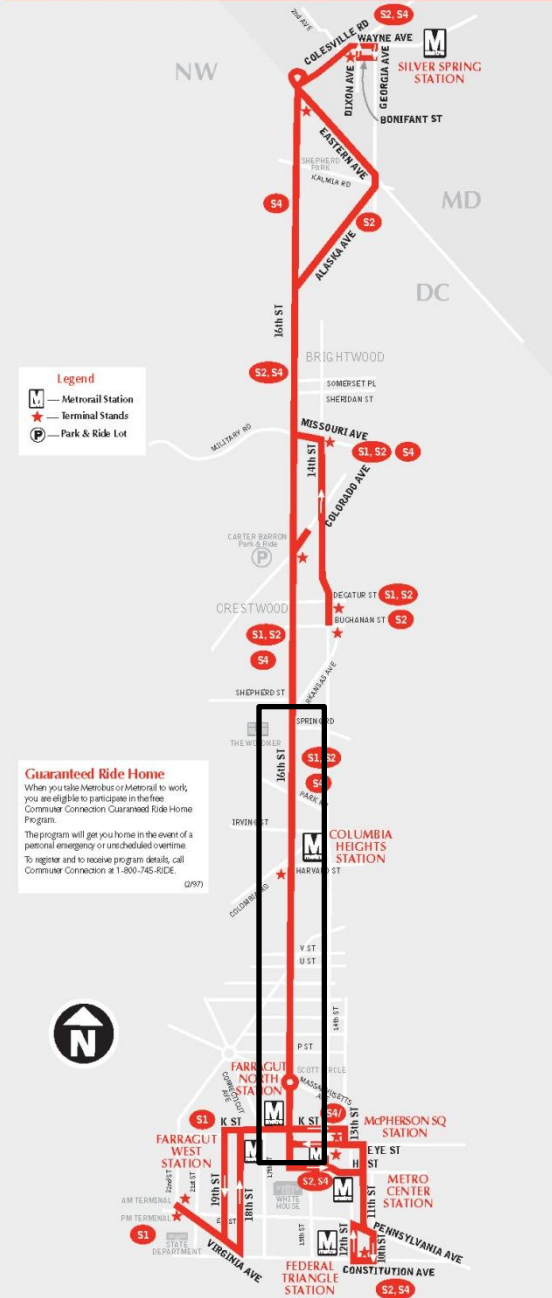 S2, S4
2nd AVE
COLESVILLE RD
WAYNE AVE
M
SILVER SPRING
STATION
DIXON AVE
GEORGIA AVE
BONIFANT ST
NW
EASTERN AVE
SHEPHERD
PARK
KALMIA RD
MD
S4
S2
ALASKA AVE
DC
16th ST
BRIGHTWOOD
S2, S4
SOMERSET PL
SHERIDAN ST
Legend
M — Metrorail Station
★ — Terminal Stands
P — Park & Ride Lot
MISSOURI AVE
MILITARY RD
S1, S2
S4
14th ST
COLORADO AVE
CARTER BARRON
Park & Ride
P
DECATUR ST
S1, S2
CRESTWOOD
BUCHANAN ST
S2
S1, S2
S4
SHEPHERD ST
SPRING RD
16th ST
S1, S2
S4
PARK
Guaranteed Ride Home
When you take Metrobus or Metrorail to work,
you are eligible to participate in the free
Commuter Connection Guaranteed Ride Home
Program.
The program will get you home in the event of a
personal emergency or unscheduled overtime.
To register and to receive program details, call
Commuter Connection at 1-800-745-RIDE.
(2/97)
IRVING ST
M
COLUMBIA
HEIGHTS
STATION
HARVARD ST
V ST
U ST
14th ST
N
P ST
SCOTT CIRCLE
FARRAGUT
NORTH
STATION
CONNECTICUT
AVE
MASSACHUSETTS
M
S1
K ST
K ST
S4/
13th ST
McPHERSON SQ
STATION
FARRAGUT
WEST
STATION
M
EYE ST
H ST
M
17th ST
S2, S4
M
METRO
CENTER
STATION
22nd ST
21st ST
19th ST
18th ST
WHITE
HOUSE
11th ST
AM TERMINAL
PM TERMINAL
S1
STATE
DEPARTMENT
VIRGINIA AVE
15th ST
M
12th ST
10th ST
PENNSYLVANIA AVE
FEDERAL
TRIANGLE
STATION
CONSTITUTION AVE
S2, S4